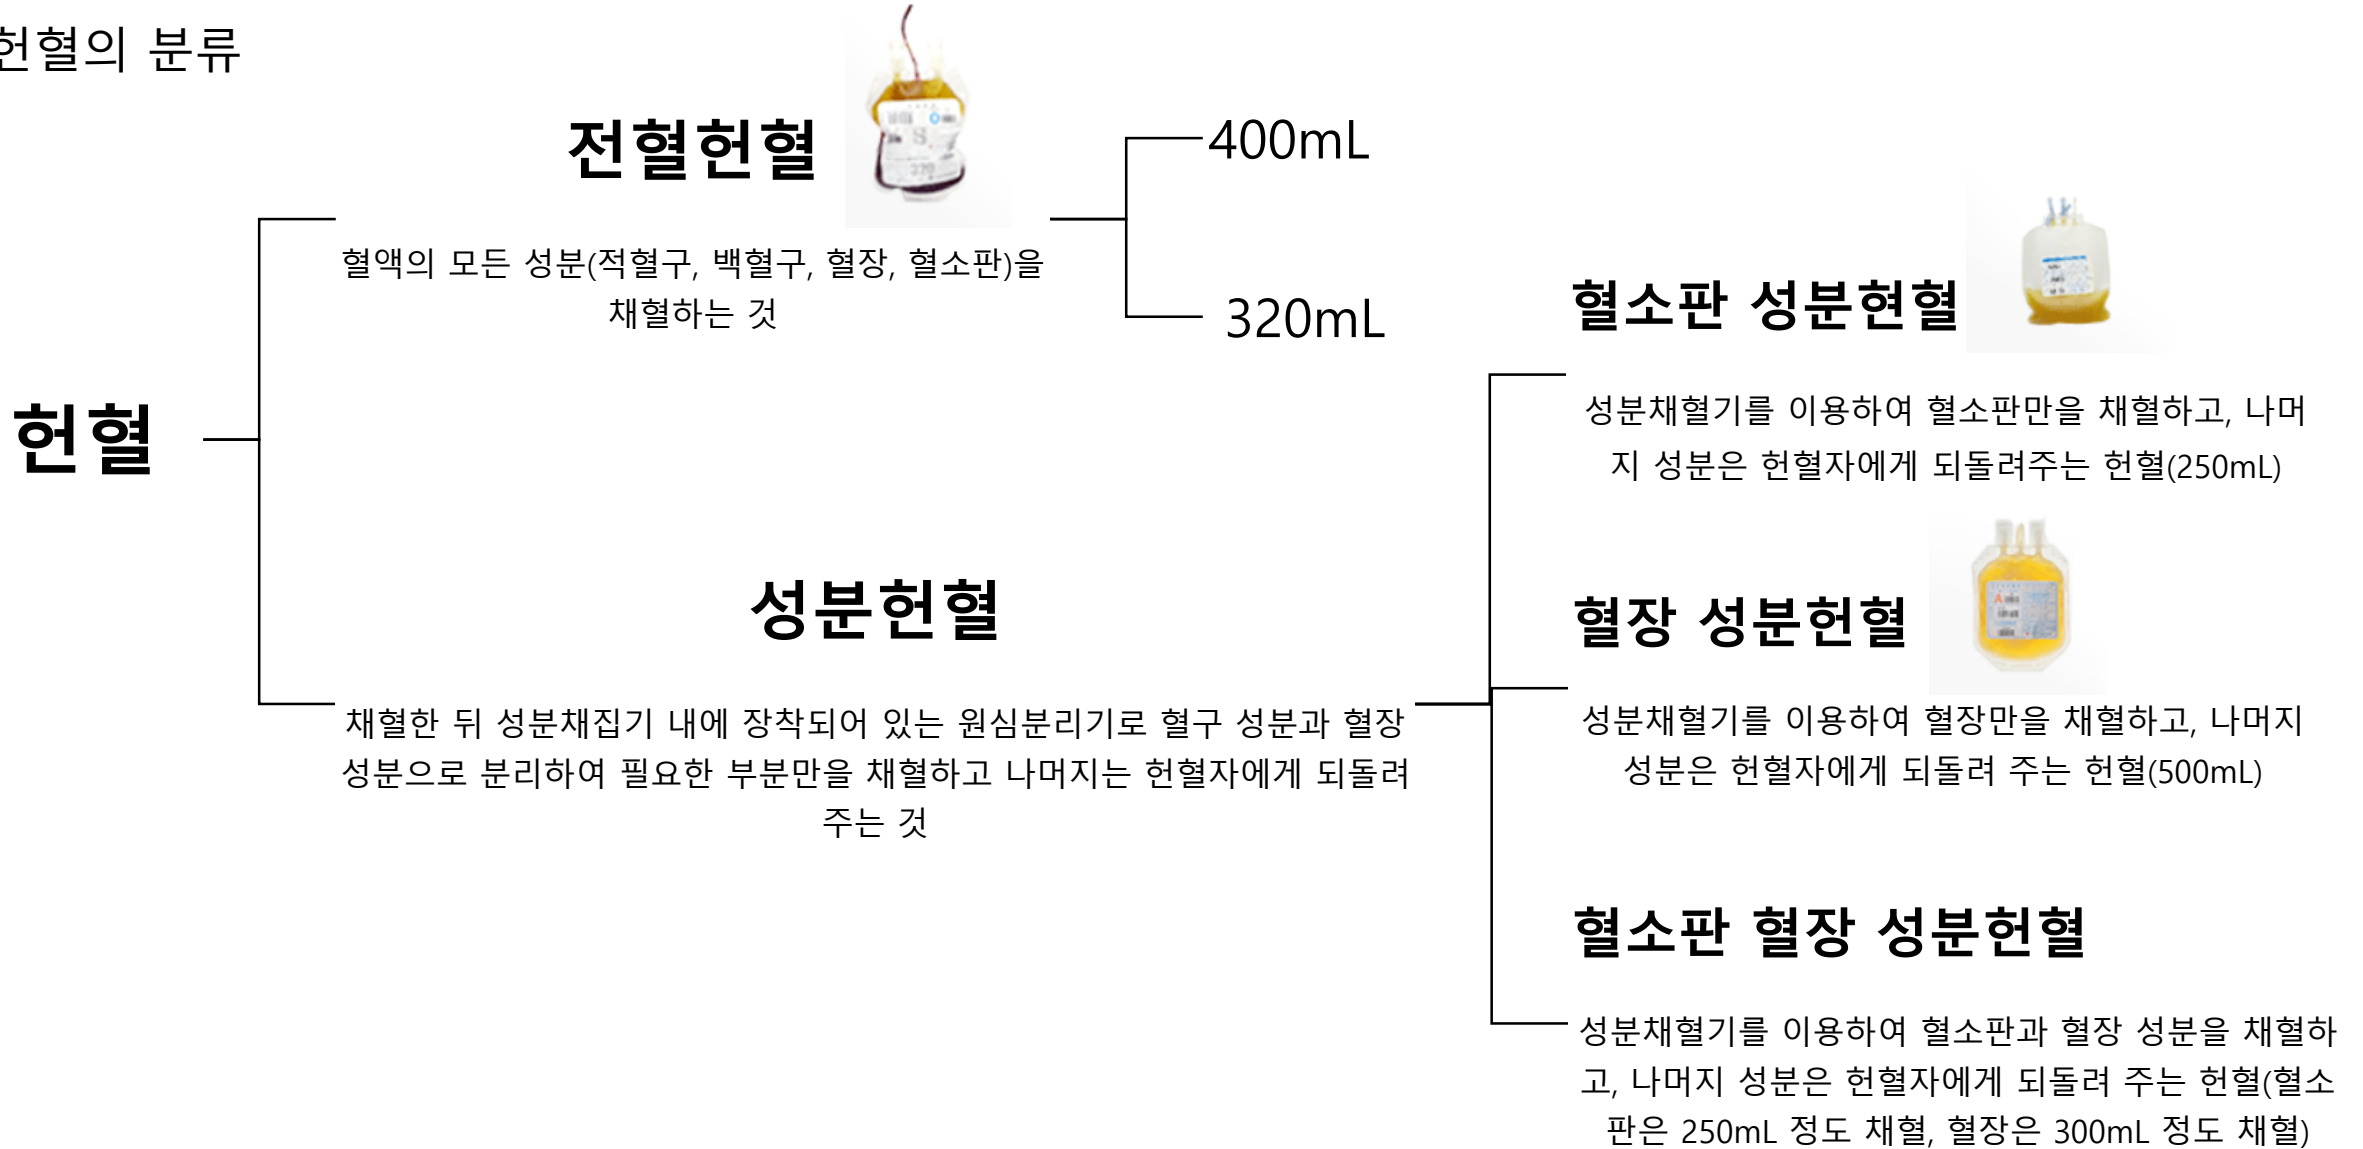 헌혈의 분류
전혈헌혈
혈액의 모든 성분(적혈구, 백혈구, 혈장, 혈소판)을
채혈하는 것
400mL
320mL
헌혈
성분헌혈
채혈한 뒤 성분채집기 내에 장착되어 있는 원심분리기로 혈구 성분과 혈장
성분으로 분리하여 필요한 부분만을 채혈하고 나머지는 헌혈자에게 되돌려
주는 것
혈소판 성분현혈
성분채혈기를 이용하여 혈소판만을 채혈하고, 나머
지 성분은 헌혈자에게 되돌려주는 헌혈(250mL)
혈장 성분헌혈
성분채혈기를 이용하여 혈장만을 채혈하고, 나머지
성분은 헌혈자에게 되돌려 주는 헌혈(500mL)
혈소판 혈장 성분헌혈
성분채혈기를 이용하여 혈소판과 혈장 성분을 채혈하
고, 나머지 성분은 헌혈자에게 되돌려 주는 헌혈(혈소
판은 250mL 정도 채혈, 혈장은 300mL 정도 채혈)